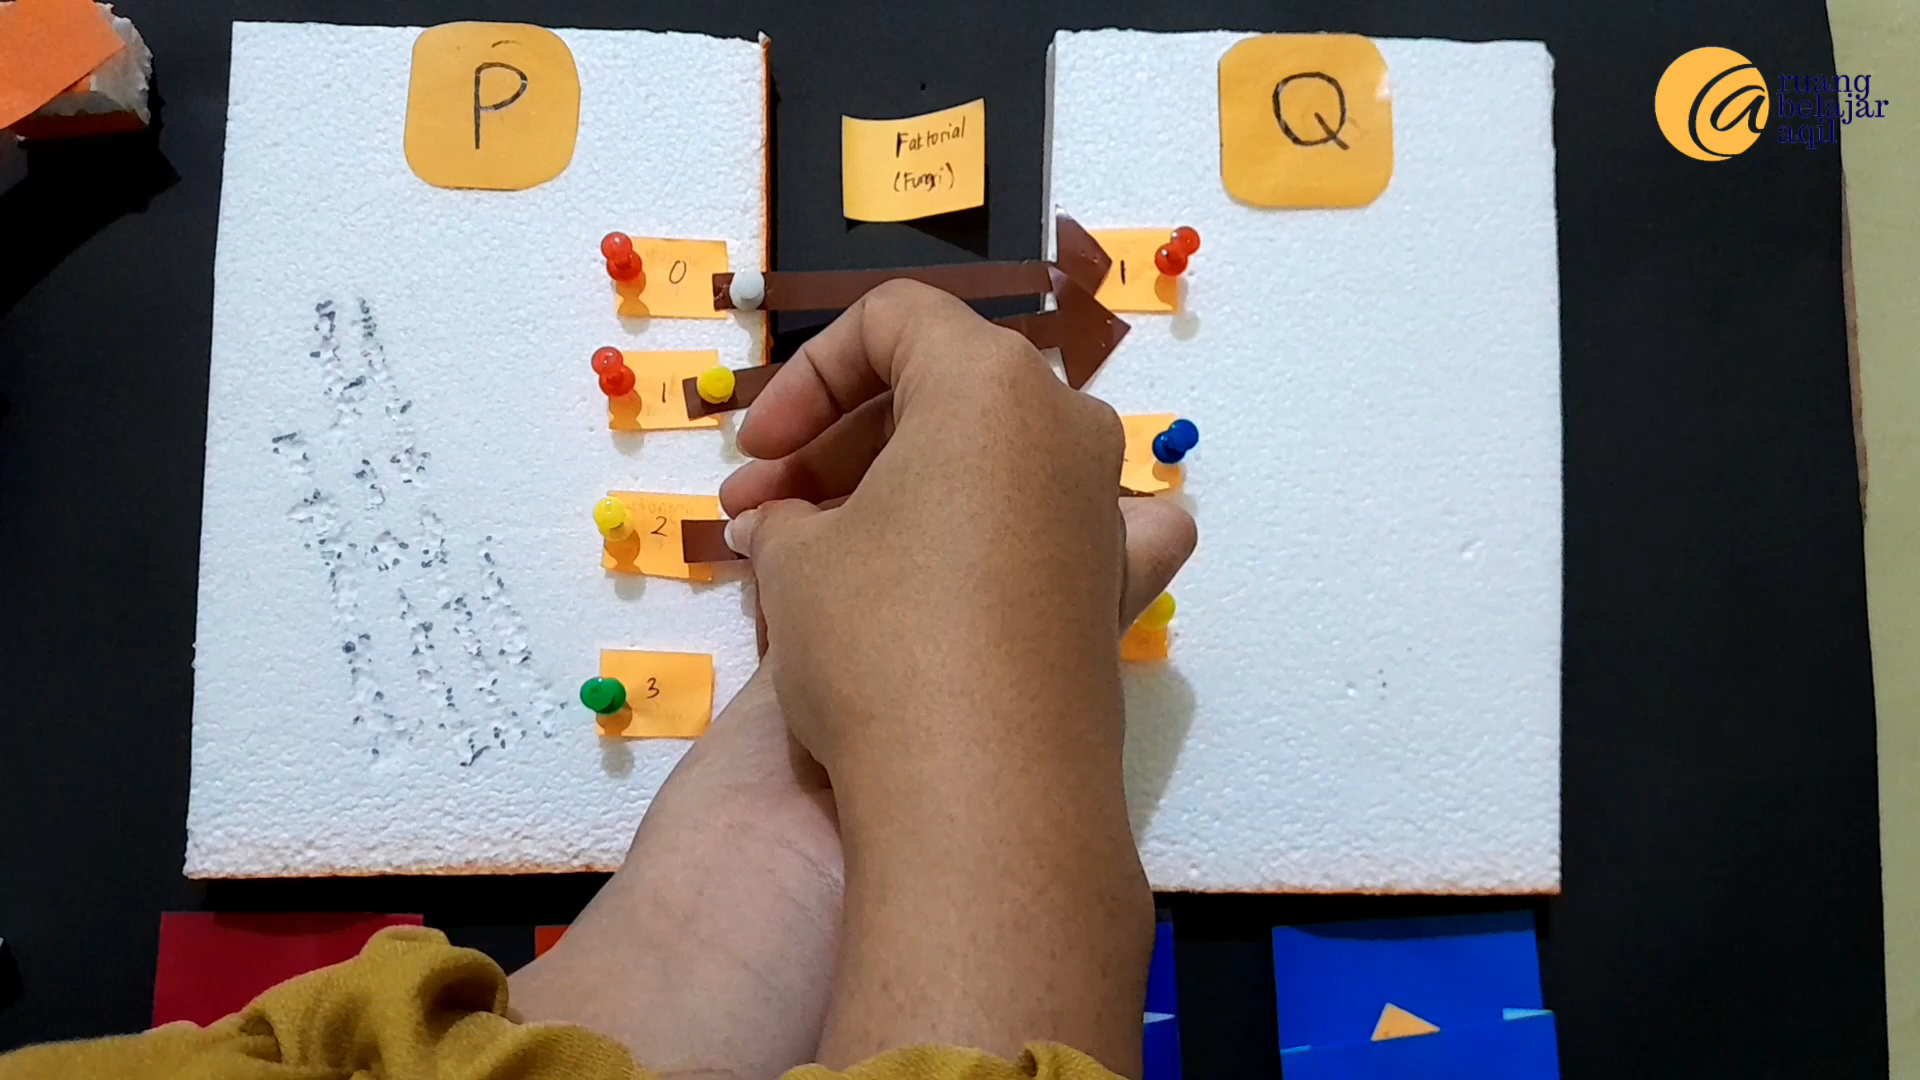 P
Q
Faktorial
(Fungsi)
ruang
belajar
aqil
0
1
1
2
3